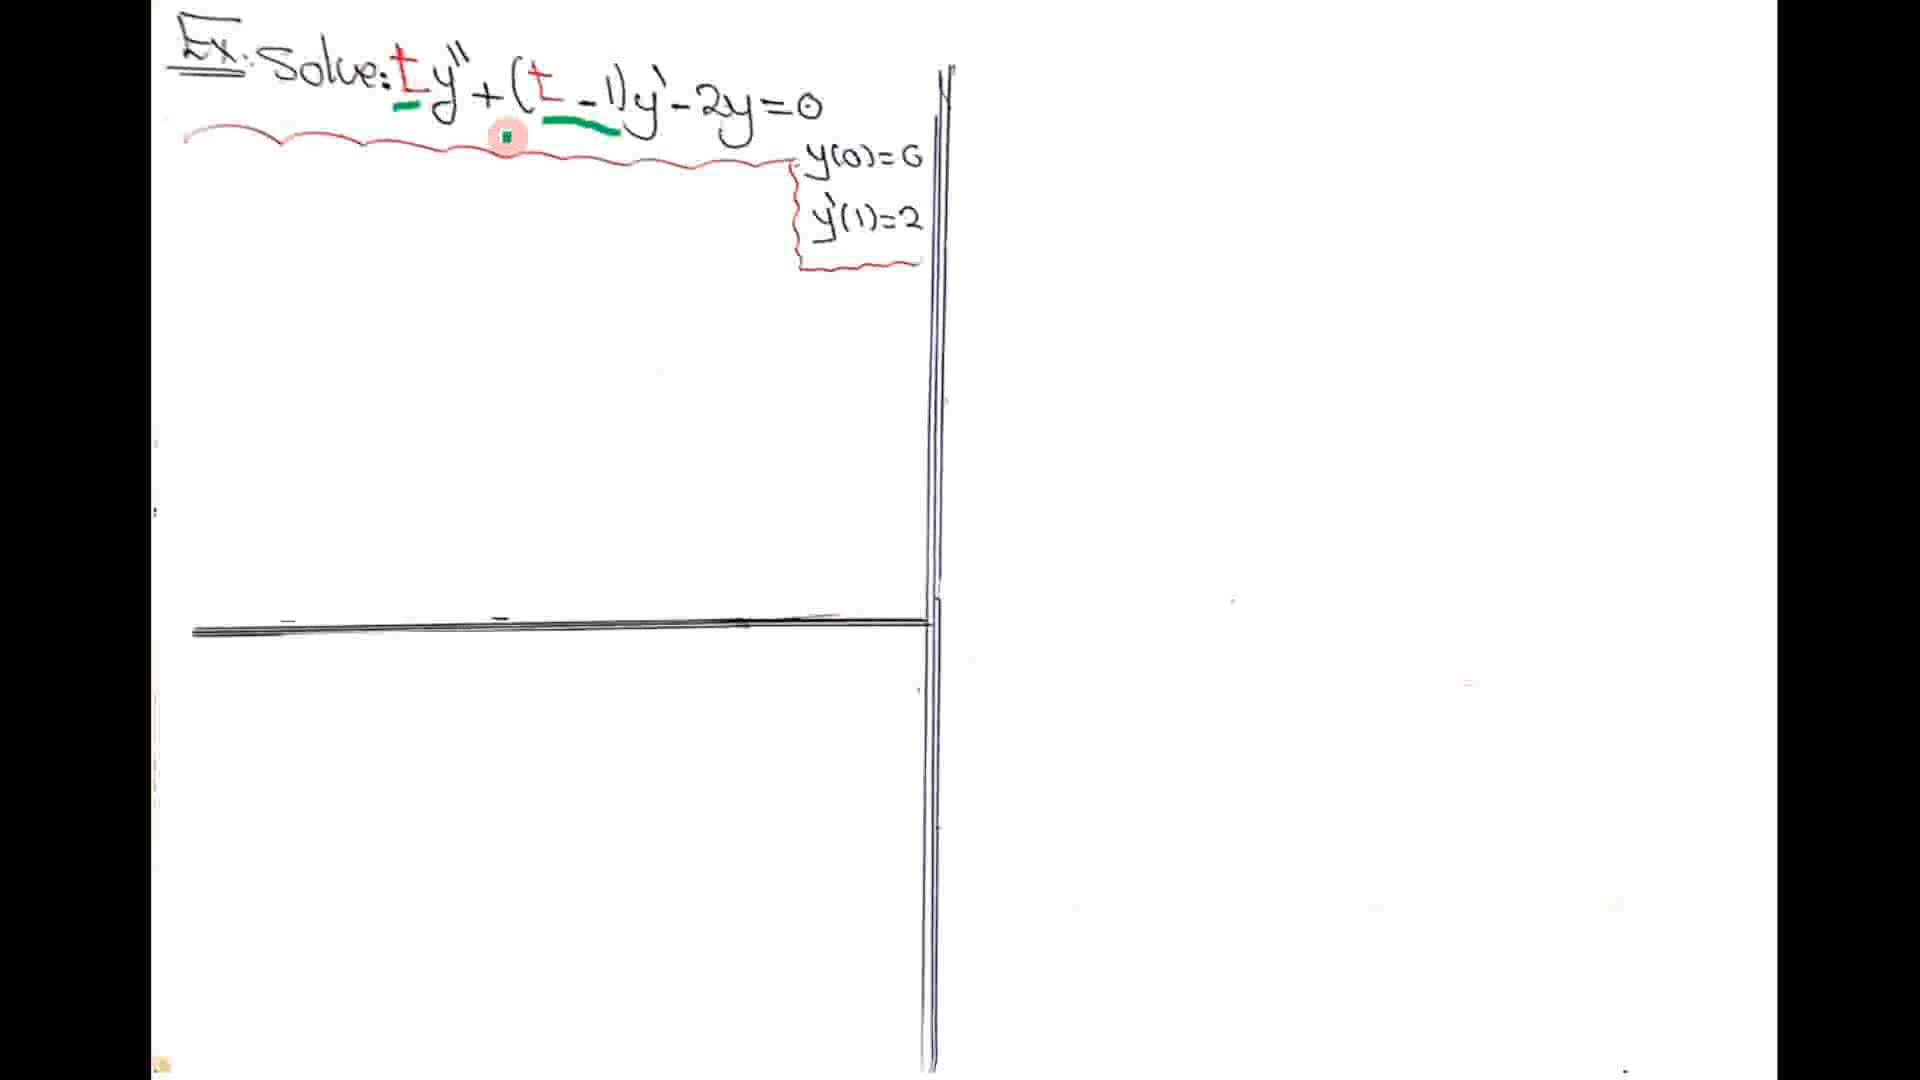 Ex. Solve: ty'' + (t-1)y' - 2y = 0
y(0) = 0
y'(1) = 2